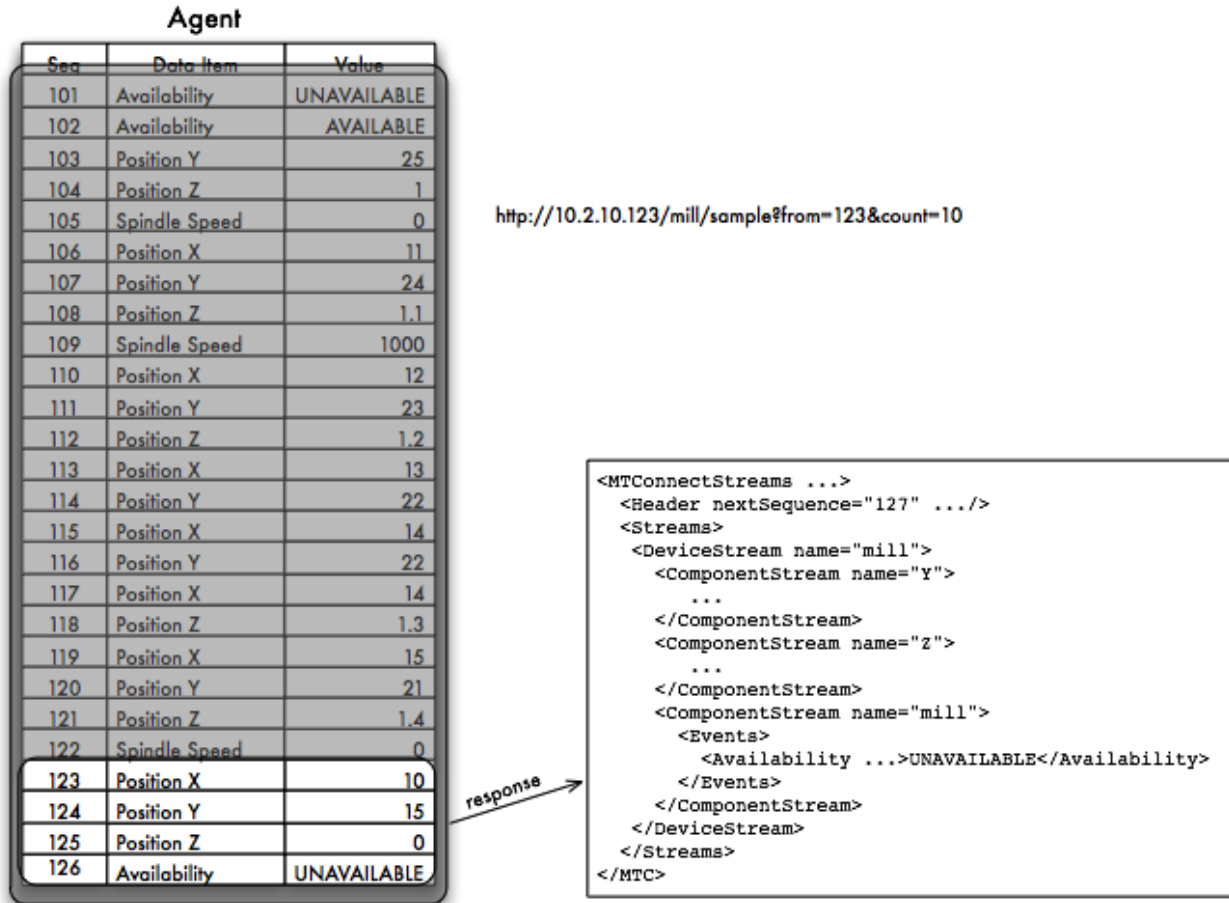 Agent
Seq Data Item Value
101 Availability UNAVAILABLE
102 Availability AVAILABLE
103 Position Y 25
104 Position Z 1
105 Spindle Speed 0
106 Position X 11
107 Position Y 24
108 Position Z 1.1
109 Spindle Speed 1000
110 Position X 12
111 Position Y 23
112 Position Z 1.2
113 Position X 13
114 Position Y 22
115 Position X 14
116 Position Y 22
117 Position X 14
118 Position Z 1.3
119 Position X 15
120 Position Y 21
121 Position Z 1.4
122 Spindle Speed 0
123 Position X 10
124 Position Y 15
125 Position Z 0
126 Availability UNAVAILABLE
http://10.2.10.123/mill/sample?from=123&count=10
response
<MTConnectStreams ...>
<Header nextSequence="127" .../>
<Streams>
<DeviceStream name="mill">
<ComponentStream name="Y">
...
</ComponentStream>
<ComponentStream name="Z">
...
</ComponentStream>
<ComponentStream name="mill">
<Events>
<Availability ...>UNAVAILABLE</Availability>
</Events>
</ComponentStream>
</DeviceStream>
</Streams>
</MTC>